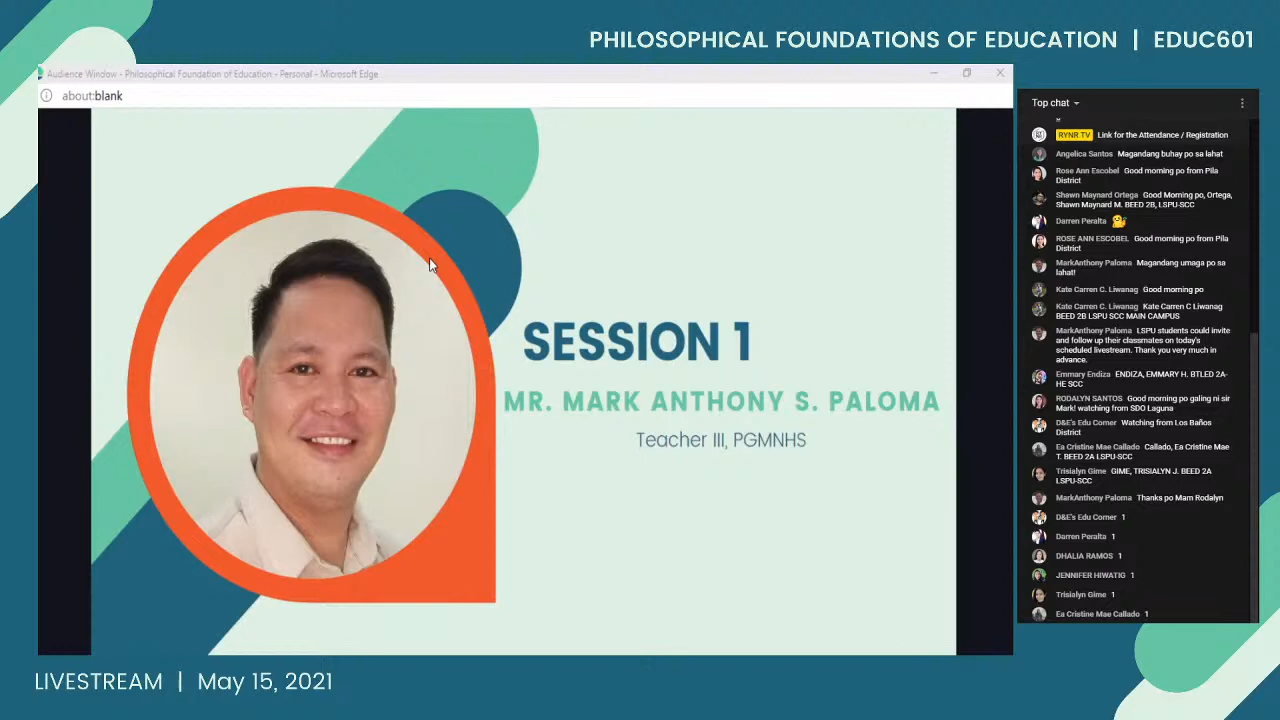 PHILOSOPHICAL FOUNDATIONS OF EDUCATION | EDUC601
Audience Window - Philosophical Foundation of Education - Personal - Microsoft Edge
about:blank
SESSION 1
MR. MARK ANTHONY S. PALOMA
Teacher III, PGMNHS
Top chat
RYNR TV Link for the Attendance / Registration
Angelica Santos Magandang buhay po sa lahat
Rose Ann Escobel Good morning po from Pila
District
Shawn Maynard Ortega Good Morning po, Ortega,
Shawn Maynard M. BEED 2B, LSPU-SCC
Darren Peralta
ROSE ANN ESCOBEL Good morning po from Pila
District
MarkAnthony Paloma Magandang umaga po sa
lahat!
Kate Carren C. Liwanag Good morning po
Kate Carren C. Liwanag Kate Carren C Liwanag
BEED 2B LSPU SCC MAIN CAMPUS
MarkAnthony Paloma LSPU students could invite
and follow up their classmates on today's
scheduled livestream. Thank you very much in
advance.
Emmary Endiza ENDIZA, EMMARY H. BTLED 2A-
HE SCC
RODALYN SANTOS Good morning po galing ni sir
Mark! watching from SDO Laguna
D&E's Edu Corner Watching from Los Baños
District
Ea Cristine Mae Callado Callado, Ea Cristine Mae
T. BEED 2A LSPU-SCC
Trisialyn Gime GIME, TRISIALYN J. BEED 2A
LSPU-SCC
MarkAnthony Paloma Thanks po Mam Rodalyn
D&E's Edu Corner 1
Darren Peralta 1
DHALIA RAMOS 1
JENNIFER HIWATIG 1
Trisialyn Gime 1
Ea Cristine Mae Callado 1
LIVESTREAM | May 15, 2021